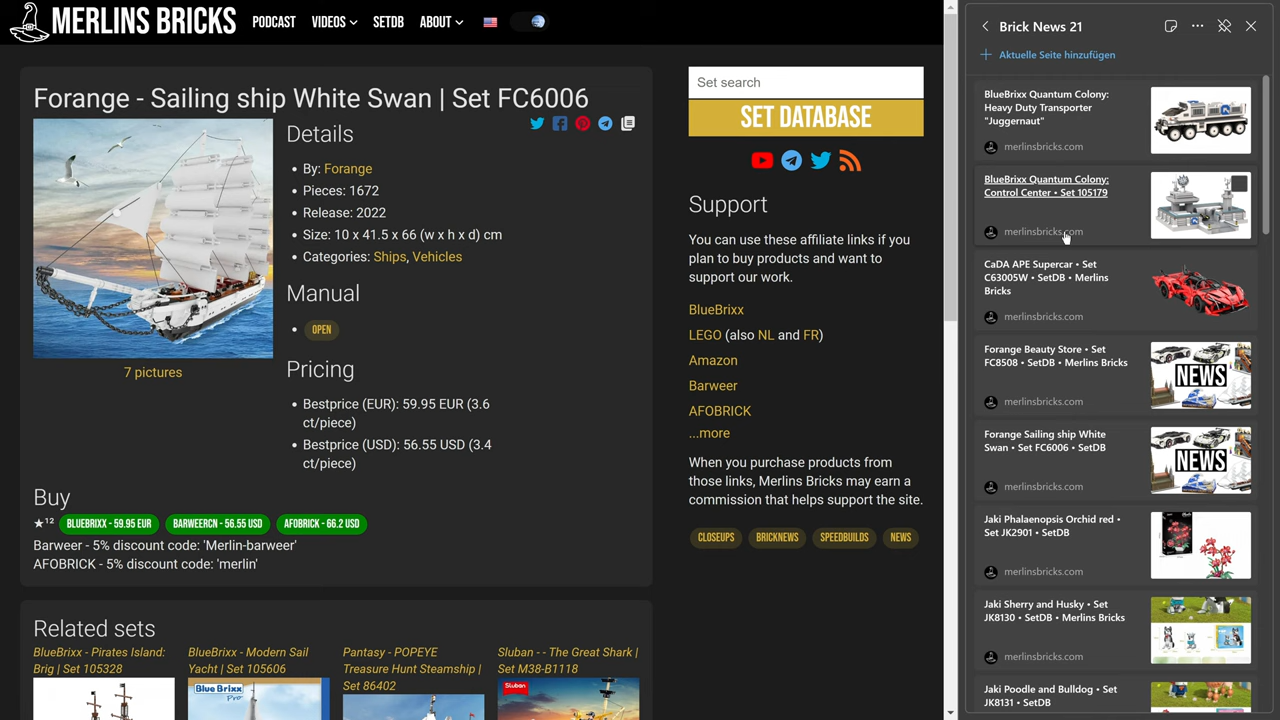 MERLINS BRICKS
PODCAST
VIDEOS
SETDB
ABOUT
Forange - Sailing ship White Swan | Set FC6006
Details
By: Forange
Pieces: 1672
Release: 2022
Size: 10 x 41.5 x 66 (w x h x d) cm
Categories: Ships, Vehicles
Manual
OPEN
7 pictures
Pricing
Bestprice (EUR): 59.95 EUR (3.6
ct/piece)
Bestprice (USD): 56.55 USD (3.4
ct/piece)
Buy
★12 BLUEBRIXX - 59.95 EUR BARWEERCN - 56.55 USD AFOBRICK - 66.2 USD
Barweer - 5% discount code: 'Merlin-barweer'
AFOBRICK - 5% discount code: 'merlin'
Related sets
BlueBrixx - Pirates Island:
Brig | Set 105328
BlueBrixx - Modern Sail
Yacht | Set 105606
Blue Brixx
Pro
Pantasy - POPEYE
Treasure Hunt Steamship |
Set 86402
Sluban - - The Great Shark |
Set M38-B1118
Sluban
Set search
SET DATABASE
Support
You can use these affiliate links if you
plan to buy products and want to
support our work.
BlueBrixx
LEGO (also NL and FR)
Amazon
Barweer
AFOBRICK
...more
When you purchase products from
those links, Merlins Bricks may earn a
commission that helps support the site.
CLOSEUPS
BRICKNEWS
SPEEDBUILDS
NEWS
Brick News 21
Aktuelle Seite hinzufügen
BlueBrixx Quantum Colony:
Heavy Duty Transporter
"Juggernaut"
merlinsbricks.com
BlueBrixx Quantum Colony:
Control Center • Set 105179
merlinsbricks.com
CaDA APE Supercar • Set
C63005W • SetDB • Merlins
Bricks
merlinsbricks.com
Forange Beauty Store • Set
FC8508 • SetDB • Merlins Bricks
merlinsbricks.com
NEWS
Forange Sailing ship White
Swan • Set FC6006 • SetDB
merlinsbricks.com
NEWS
Jaki Phalaenopsis Orchid red •
Set JK2901 • SetDB
merlinsbricks.com
Jaki Sherry and Husky • Set
JK8130 • SetDB • Merlins Bricks
merlinsbricks.com
Jaki Poodle and Bulldog • Set
JK8131 • SetDB